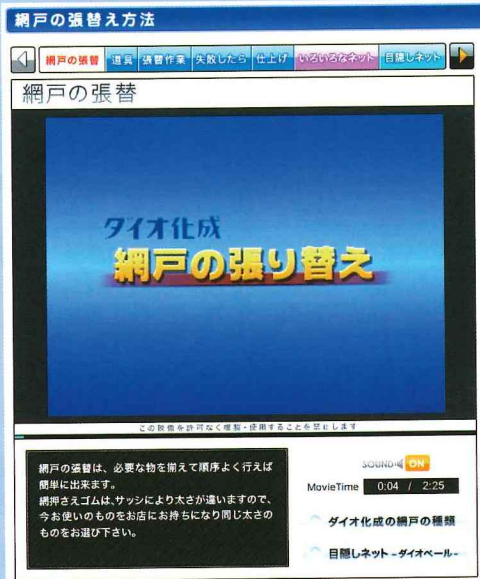 網戸の張替え方法
網戸の張替 道具 張替作業 失敗したら 仕上げ いろいろなネット 目隠しネット
網戸の張替
ダイオ化成
網戸の張り替え
この映像を許可なく複製・使用することを禁じます
網戸の張替は、必要な物を揃えて順序よく行えば
簡単に出来ます。
網押さえゴムは、サッシにより太さが違いますので、
今お使いのものをお店にお持ちになり同じ太さの
ものをお選び下さい。
SOUND ON
MovieTime 0:04 / 2:25
ダイオ化成の網戸の種類
目隠しネット-ダイオベール-